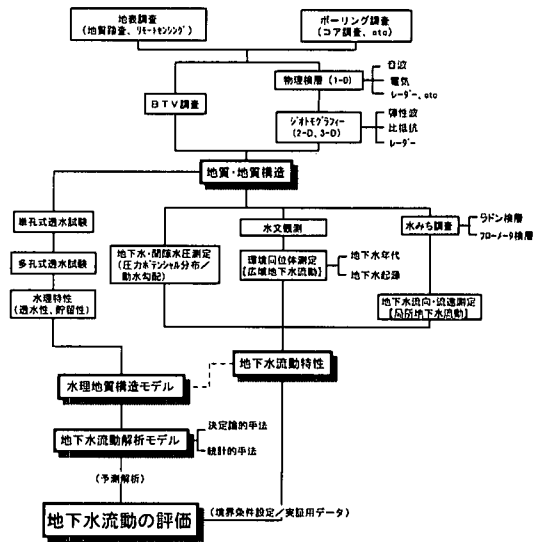 地表調査
(地質踏査、リモートセンシング)
ボーリング調査
(コア調査、etc)
BTV調査
物理検層 (1-D)
音波
電気
レーダー、etc
ジオトモグラフィー
(2-D、3-D)
弾性波
比抵抗
レーダー
地質・地質構造
単孔式透水試験
多孔式透水試験
水理特性
(透水性、貯留性)
水文観測
地下水・間隙水圧測定
(圧力ポテンシャル分布/
動水勾配)
環境同位体測定
【広域地下水流動】
地下水年代
地下水起源
水みち調査
ラドン検層
フローメータ検層
地下水流向・流速測定
【局所地下水流動】
水理地質構造モデル
地下水流動特性
地下水流動解析モデル
決定論的手法
統計的手法
(予測解析)
地下水流動の評価
(境界条件設定/実証用データ)